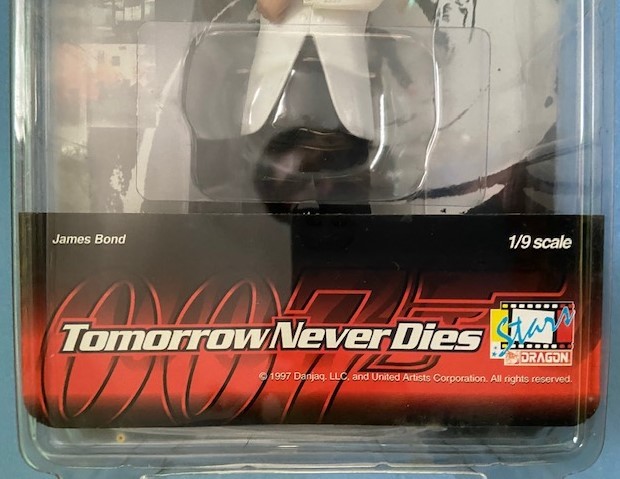 James Bond
1/9 scale
007
Tomorrow Never Dies
Stars
DRAGON
© 1997 Danjaq, LLC, and United Artists Corporation. All rights reserved.